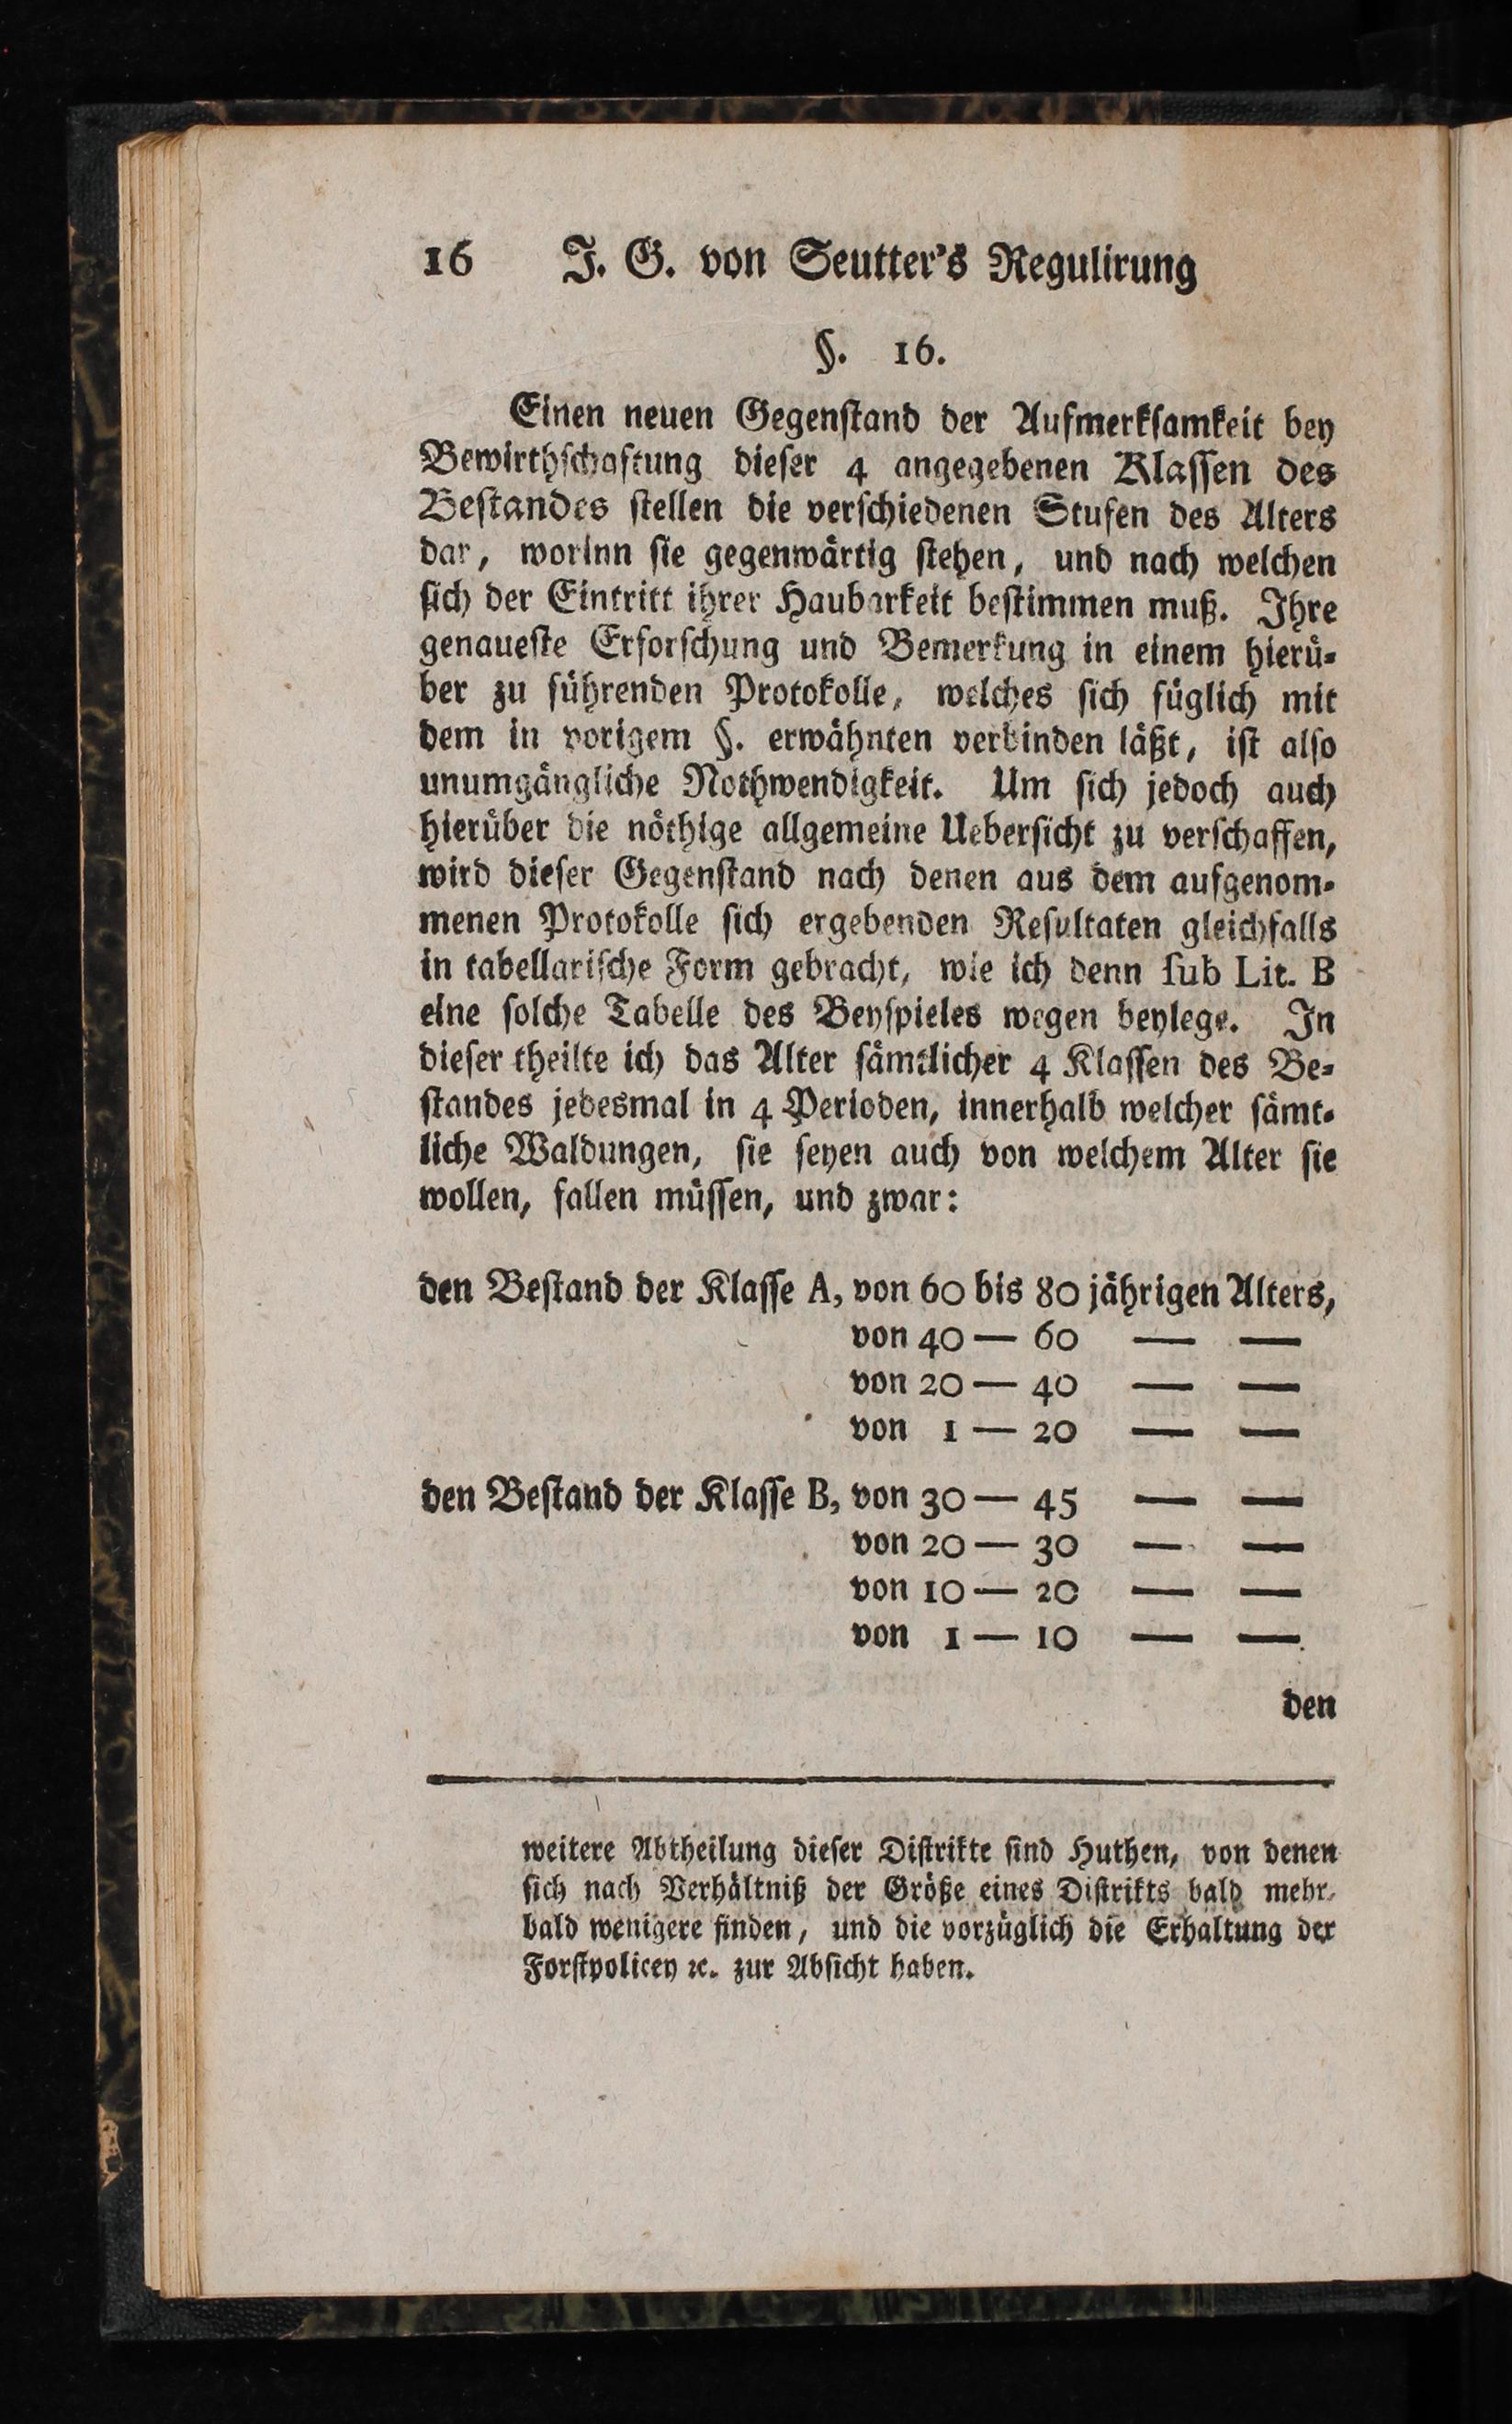 16 J. G. von Seutter's Regulirung
§. 16.
Einen neuen Gegenſtand der Aufmerkſamkeit bey
Bewirthſchaftung dieſer 4 angegebenen Klaſſen des
Beſtandes ſtellen die verſchiedenen Stufen des Alters
dar, worinn ſie gegenwärtig ſtehen, und nach welchen
ſich der Eintritt ihrer Haubarkeit beſtimmen muß. Ihre
genaueſte Erforſchung und Bemerkung in einem hierü⸗
ber zu führenden Protokolle, welches ſich füglich mit
dem in vorigem §. erwähnten verbinden läßt, iſt alſo
unumgängliche Nothwendigkeit. Um ſich jedoch auch
hierüber die nöthige allgemeine Ueberſicht zu verſchaffen,
wird dieſer Gegenſtand nach denen aus dem aufgenom⸗
menen Protokolle ſich ergebenden Reſultaten gleichfalls
in tabellariſche Form gebracht, wie ich denn ſub Lit. B
eine ſolche Tabelle des Beyſpieles wegen beylege. In
dieſer theilte ich das Alter ſämtlicher 4 Klaſſen des Be⸗
ſtandes jedesmal in 4 Perioden, innerhalb welcher ſämt⸗
liche Waldungen, ſie ſeyen auch von welchem Alter ſie
wollen, fallen müſſen, und zwar:
den Beſtand der Klaſſe A, von 60 bis 80 jährigen Alters,
von 40 — 60 — —
von 20 — 40 — —
von 1 — 20 — —
den Beſtand der Klaſſe B, von 30 — 45 — —
von 20 — 30 — —
von 10 — 20 — —
von 1 — 10 — —
den
weitere Abtheilung dieſer Diſtrikte ſind Huthen, von denen
ſich nach Verhältniß der Größe eines Diſtrikts bald mehr,
bald wenigere finden, und die vorzüglich die Erhaltung der
Forſtpolicey ꝛc. zur Abſicht haben.